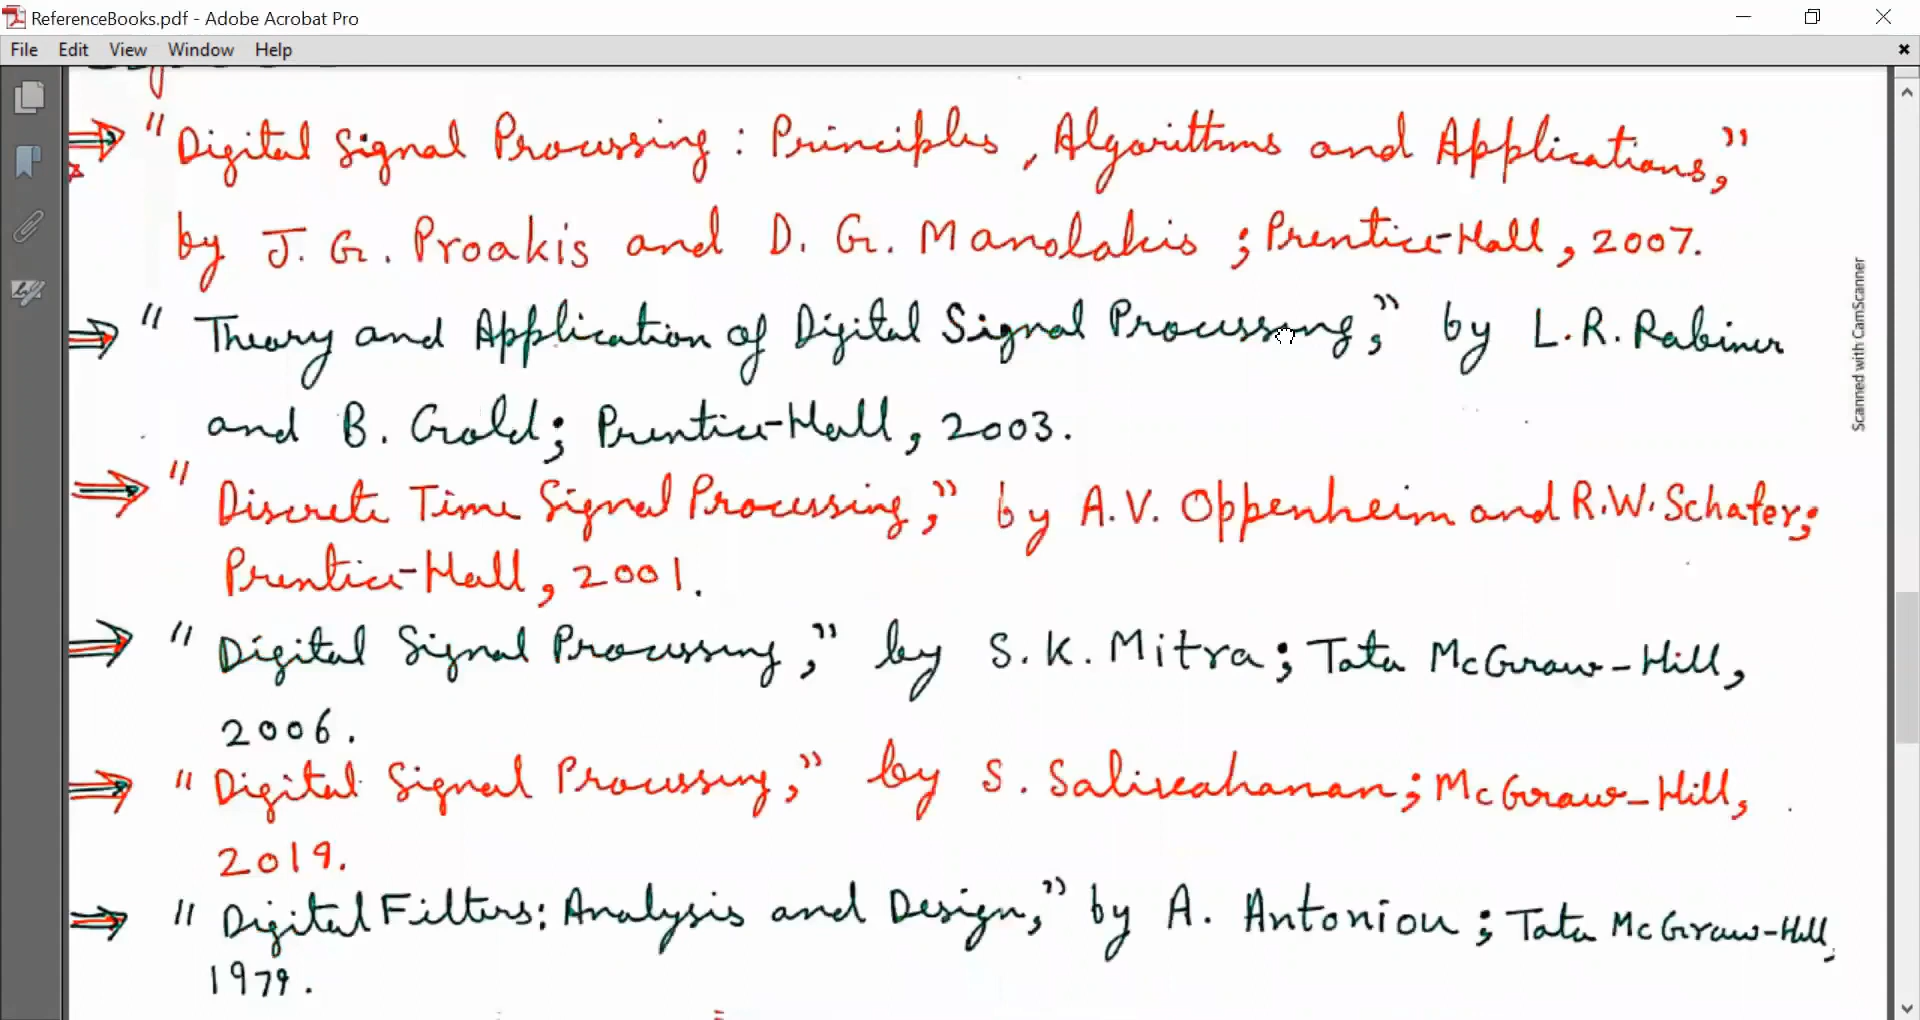 ReferenceBooks.pdf - Adobe Acrobat Pro
File Edit View Window Help
"Digital Signal Processing : Principles, Algorithms and Applications,"
by J. G. Proakis and D. G. Manolakis ; Prentice-Hall, 2007.
"Theory and Application of Digital Signal Processing," by L.R. Rabiner
and B. Gold; Prentice-Hall, 2003.
"Discrete Time Signal Processing," by A.V. Oppenheim and R.W. Schafer;
Prentice-Hall, 2001.
"Digital Signal Processing," by S.K. Mitra; Tata McGraw-Hill,
2006.
"Digital Signal Processing," by S. Salivahanan; McGraw-Hill,
2019.
"Digital Filters: Analysis and Design," by A. Antoniou; Tata McGraw-Hill,
1979.
Scanned with CamScanner